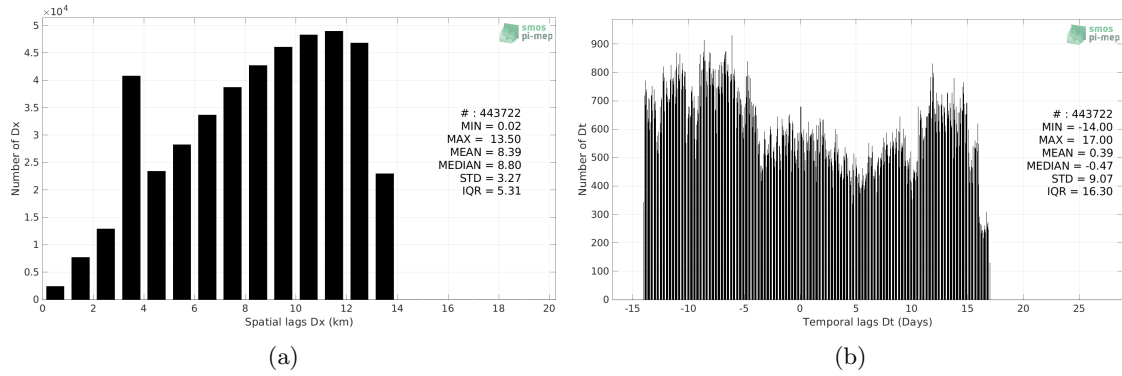 ×10⁴
5
4.5
4
3.5
3
2.5
2
1.5
1
0.5
0
Number of Dx
0 2 4 6 8 10 12 14 16 18 20
Spatial lags Dx (km)
smos
pi-mep
# : 443722
MIN = 0.02
MAX = 13.50
MEAN = 8.39
MEDIAN = 8.80
STD = 3.27
IQR = 5.31
(a)
900
800
700
600
500
400
300
200
100
0
Number of Dt
-15 -10 -5 0 5 10 15 20 25
Temporal lags Dt (Days)
smos
pi-mep
# : 443722
MIN = -14.00
MAX = 17.00
MEAN = 0.39
MEDIAN = -0.47
STD = 9.07
IQR = 16.30
(b)